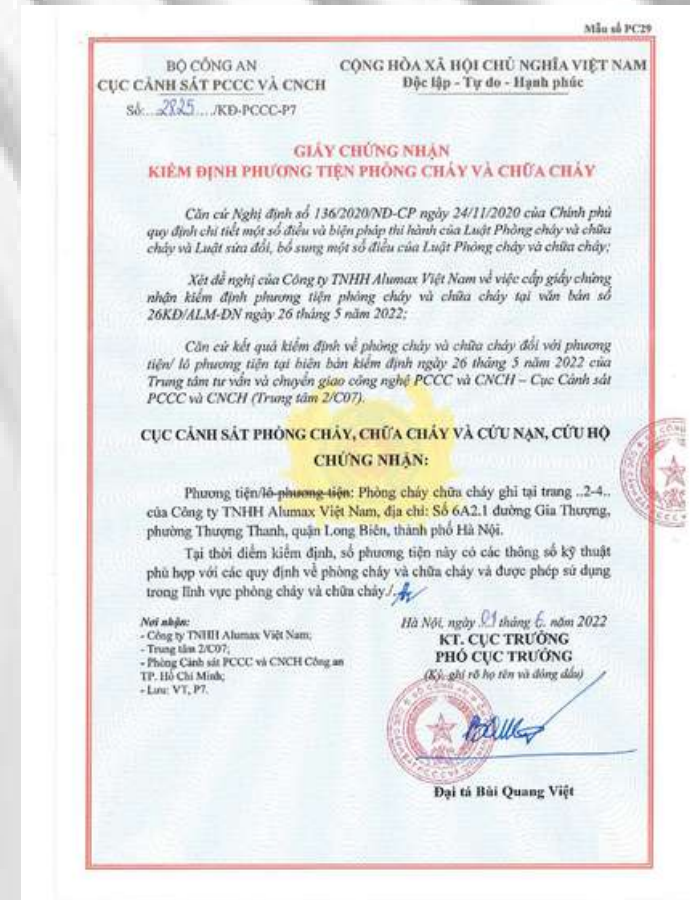 Mẫu số PC29
BỘ CÔNG AN
CỤC CẢNH SÁT PCCC VÀ CNCH
Số: 2825 /KĐ-PCCC-P7
CỘNG HÒA XÃ HỘI CHỦ NGHĨA VIỆT NAM
Độc lập - Tự do - Hạnh phúc
GIẤY CHỨNG NHẬN
KIỂM ĐỊNH PHƯƠNG TIỆN PHÒNG CHÁY VÀ CHỮA CHÁY
Căn cứ Nghị định số 136/2020/NĐ-CP ngày 24/11/2020 của Chính phủ
quy định chi tiết một số điều và biện pháp thi hành của Luật Phòng cháy và chữa
cháy và Luật sửa đổi, bổ sung một số điều của Luật Phòng cháy và chữa cháy;
Xét đề nghị của Công ty TNHH Alumax Việt Nam về việc cấp giấy chứng
nhận kiểm định phương tiện phòng cháy và chữa cháy tại văn bản số
26KĐ/ALM-DN ngày 26 tháng 5 năm 2022;
Căn cứ kết quả kiểm định về phòng cháy và chữa cháy đối với phương
tiện/ lô phương tiện tại biên bản kiểm định ngày 26 tháng 5 năm 2022 của
Trung tâm tư vấn và chuyển giao công nghệ PCCC và CNCH – Cục Cảnh sát
PCCC và CNCH (Trung tâm 2/C07).
CỤC CẢNH SÁT PHÒNG CHÁY, CHỮA CHÁY VÀ CỨU NẠN, CỨU HỘ
CHỨNG NHẬN:
Phương tiện/lô phương tiện: Phòng cháy chữa cháy ghi tại trang ..2-4..
của Công ty TNHH Alumax Việt Nam, địa chỉ: Số 6A2.1 đường Gia Thượng,
phường Thượng Thanh, quận Long Biên, thành phố Hà Nội.
Tại thời điểm kiểm định, số phương tiện này có các thông số kỹ thuật
phù hợp với các quy định về phòng cháy và chữa cháy và được phép sử dụng
trong lĩnh vực phòng cháy và chữa cháy./.
Nơi nhận:
- Công ty TNHH Alumax Việt Nam;
- Trung tâm 2/C07;
- Phòng Cảnh sát PCCC và CNCH Công an
TP. Hồ Chí Minh;
- Lưu: VT, P7.
Hà Nội, ngày 01 tháng 6 năm 2022
KT. CỤC TRƯỞNG
PHÓ CỤC TRƯỞNG
(Ký, ghi rõ họ tên và đóng dấu)
Đại tá Bùi Quang Việt